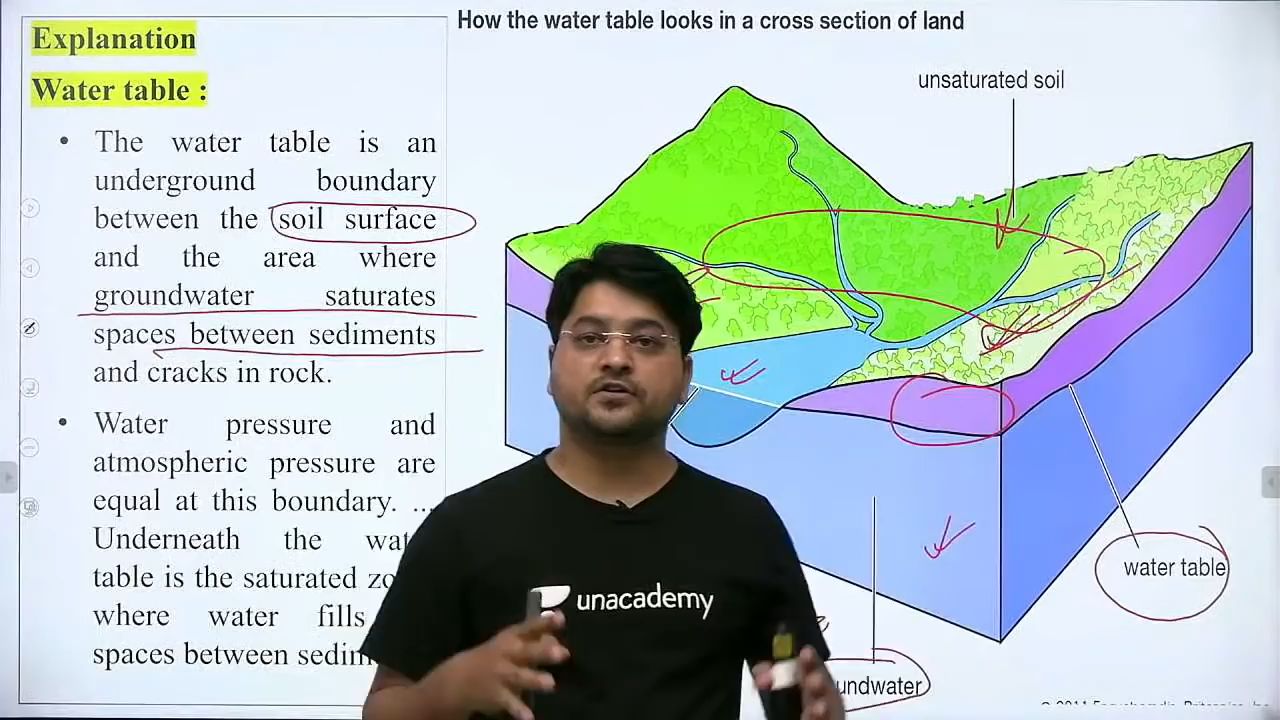 Explanation
Water table :
• The water table is an
underground boundary
between the soil surface
and the area where
groundwater saturates
spaces between sediments
and cracks in rock.
• Water pressure and
atmospheric pressure are
equal at this boundary. ...
Underneath the
table is the saturated
where water fills
spaces between
How the water table looks in a cross section of land
unsaturated soil
water table
unacademy